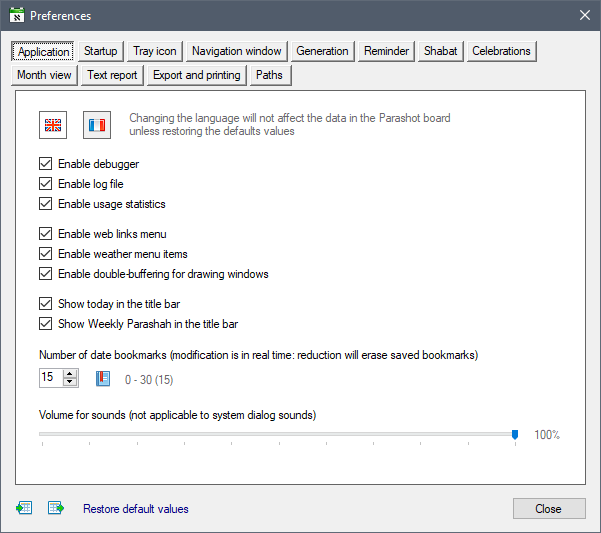 Preferences
Application Startup Tray icon Navigation window Generation Reminder Shabat Celebrations
Month view Text report Export and printing Paths
Changing the language will not affect the data in the Parashot board
unless restoring the defaults values
Enable debugger
Enable log file
Enable usage statistics
Enable web links menu
Enable weather menu items
Enable double-buffering for drawing windows
Show today in the title bar
Show Weekly Parashah in the title bar
Number of date bookmarks (modification is in real time: reduction will erase saved bookmarks)
15 0 - 30 (15)
Volume for sounds (not applicable to system dialog sounds)
100%
Restore default values Close